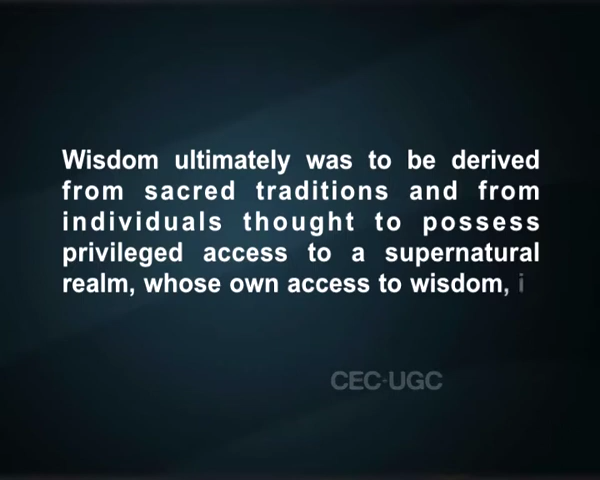 Wisdom ultimately was to be derived
from sacred traditions and from
individuals thought to possess
privileged access to a supernatural
realm, whose own access to wisdom, i
CEC-UGC